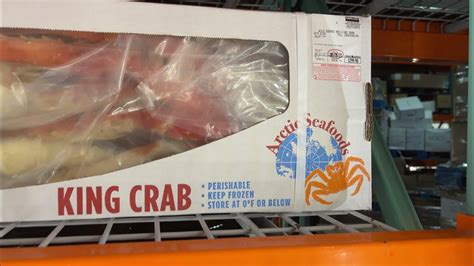 Arctic Seafoods
KING CRAB
• PERISHABLE
• KEEP FROZEN
• STORE AT 0°F OR BELOW